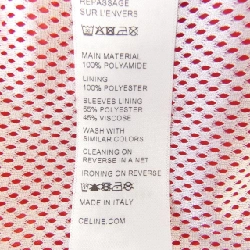 REPASSAGE
SUR L'ENVERS
MAIN MATERIAL
100% POLYAMIDE
LINING
100% POLYESTER
SLEEVES LINING
55% POLYESTER
45% VISCOSE
WASH WITH
SIMILAR COLORS
CLEANING ON
REVERSE IN A NET
IRONING ON REVERSE
MADE IN ITALY
CELINE.COM